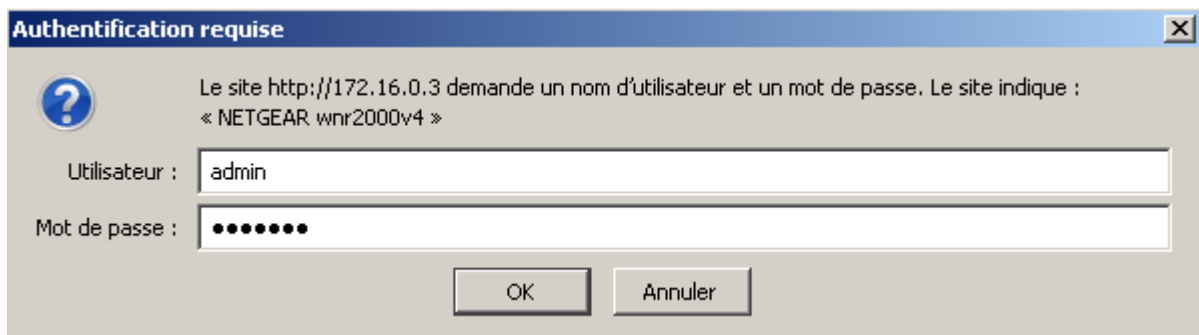 Authentification requise
Le site http://172.16.0.3 demande un nom d'utilisateur et un mot de passe. Le site indique :
« NETGEAR wnr2000v4 »
Utilisateur : admin
Mot de passe : •••••••
OK Annuler